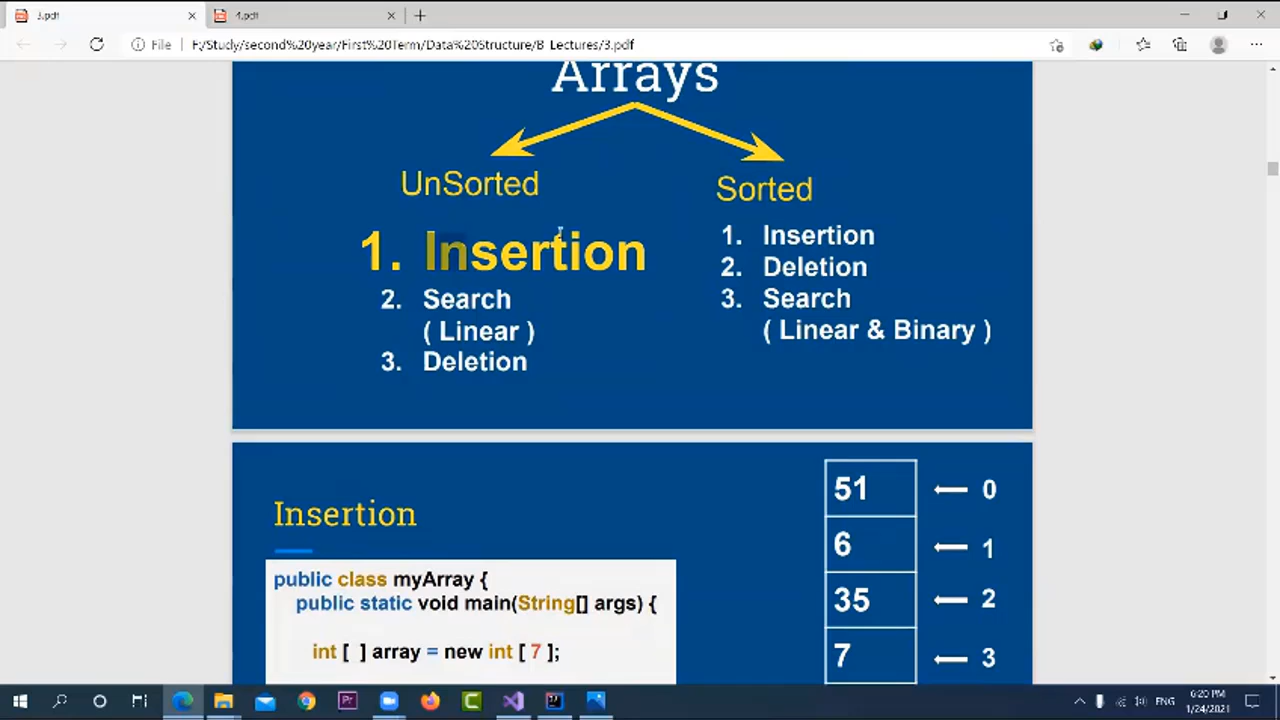 3.pdf
4.pdf
File
F:/Study/second%20year/First%20Term/Data%20Structure/B_Lectures/3.pdf
Arrays
UnSorted
1. Insertion
2. Search
( Linear )
3. Deletion
Sorted
1. Insertion
2. Deletion
3. Search
( Linear & Binary )
Insertion
public class myArray {
public static void main(String[] args) {
int [ ] array = new int [ 7 ];
51 0
6 1
35 2
7 3
Pr
C
ENG
6:20 PM
1/24/2021